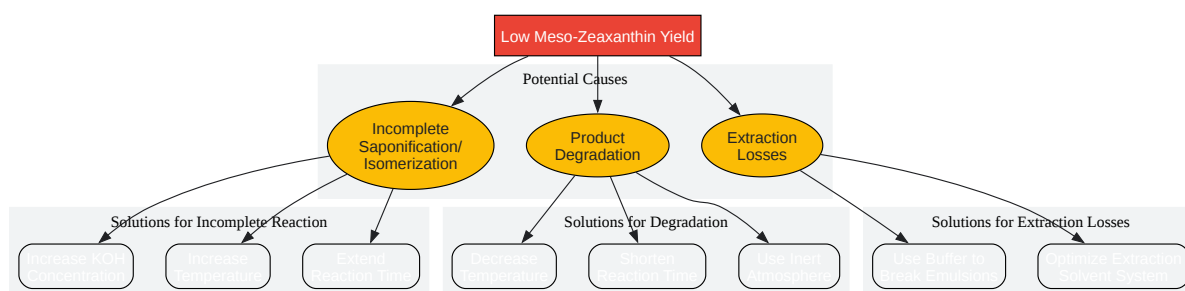 Low Meso-Zeaxanthin Yield
Potential Causes
Incomplete
Saponification/
Isomerization
Product
Degradation
Extraction
Losses
Solutions for Incomplete Reaction
Increase KOH
Concentration
Increase
Temperature
Extend
Reaction Time
Solutions for Degradation
Decrease
Temperature
Shorten
Reaction Time
Use Inert
Atmosphere
Solutions for Extraction Losses
Use Buffer to
Break Emulsions
Optimize Extraction
Solvent System